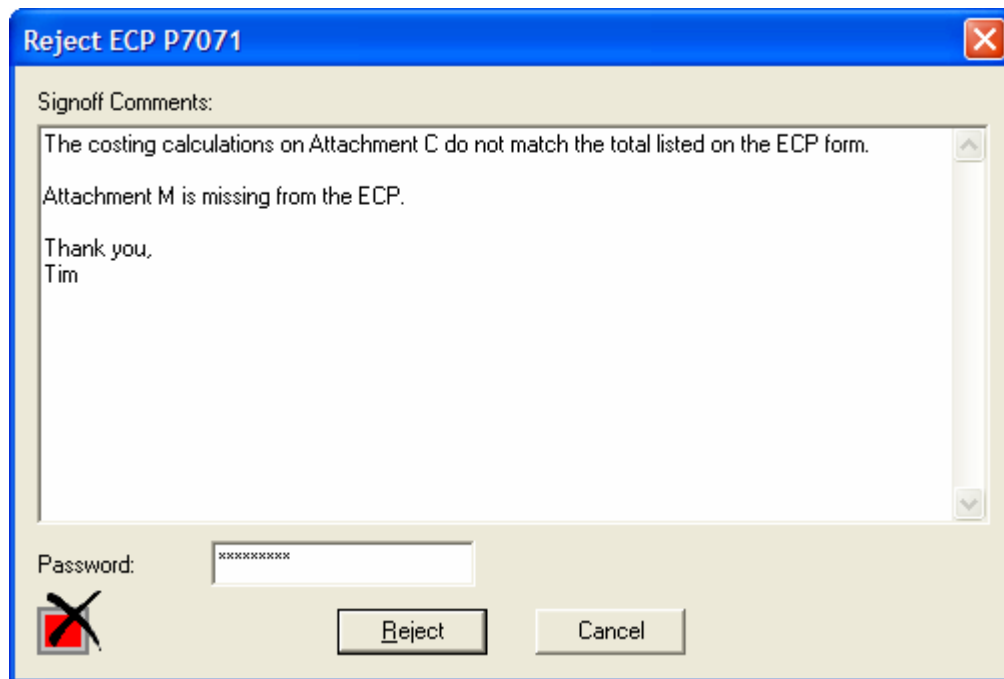 Reject ECP P7071
Signoff Comments:
The costing calculations on Attachment C do not match the total listed on the ECP form.
Attachment M is missing from the ECP.
Thank you,
Tim
Password:
*********
Reject
Cancel